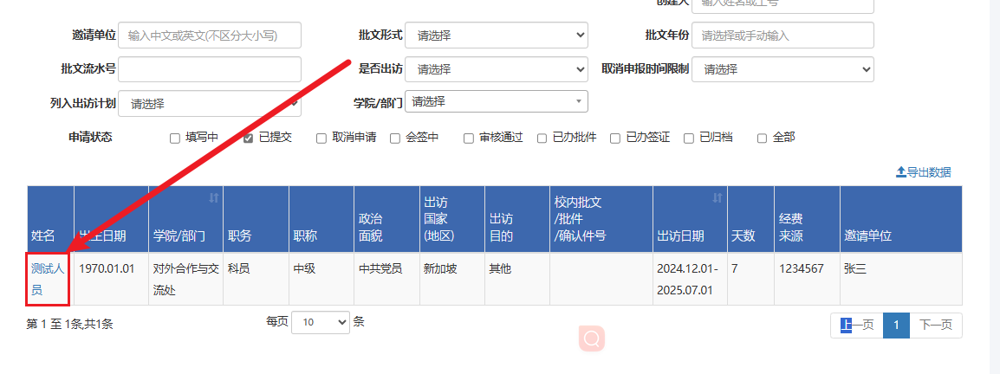 创建人 输入姓名或工号
邀请单位 输入中文或英文(不区分大小写) 批文形式 请选择 批文年份 请选择或手动输入
批文流水号 是否出访 请选择 取消申报时间限制 请选择
列入出访计划 请选择 学院/部门 请选择
申请状态 填写中 已提交 取消申请 会签中 审核通过 已办批件 已办签证 已归档 全部
导出数据
姓名 出生日期 学院/部门 职务 职称 政治面貌 出访国家(地区) 出访目的 校内批文/批件/确认件号 出访日期 天数 经费来源 邀请单位
测试人员 1970.01.01 对外合作与交流处 科员 中级 中共党员 新加坡 其他 2024.12.01-2025.07.01 7 1234567 张三
第 1 至 1条,共1条 每页 10 条 上一页 1 下一页